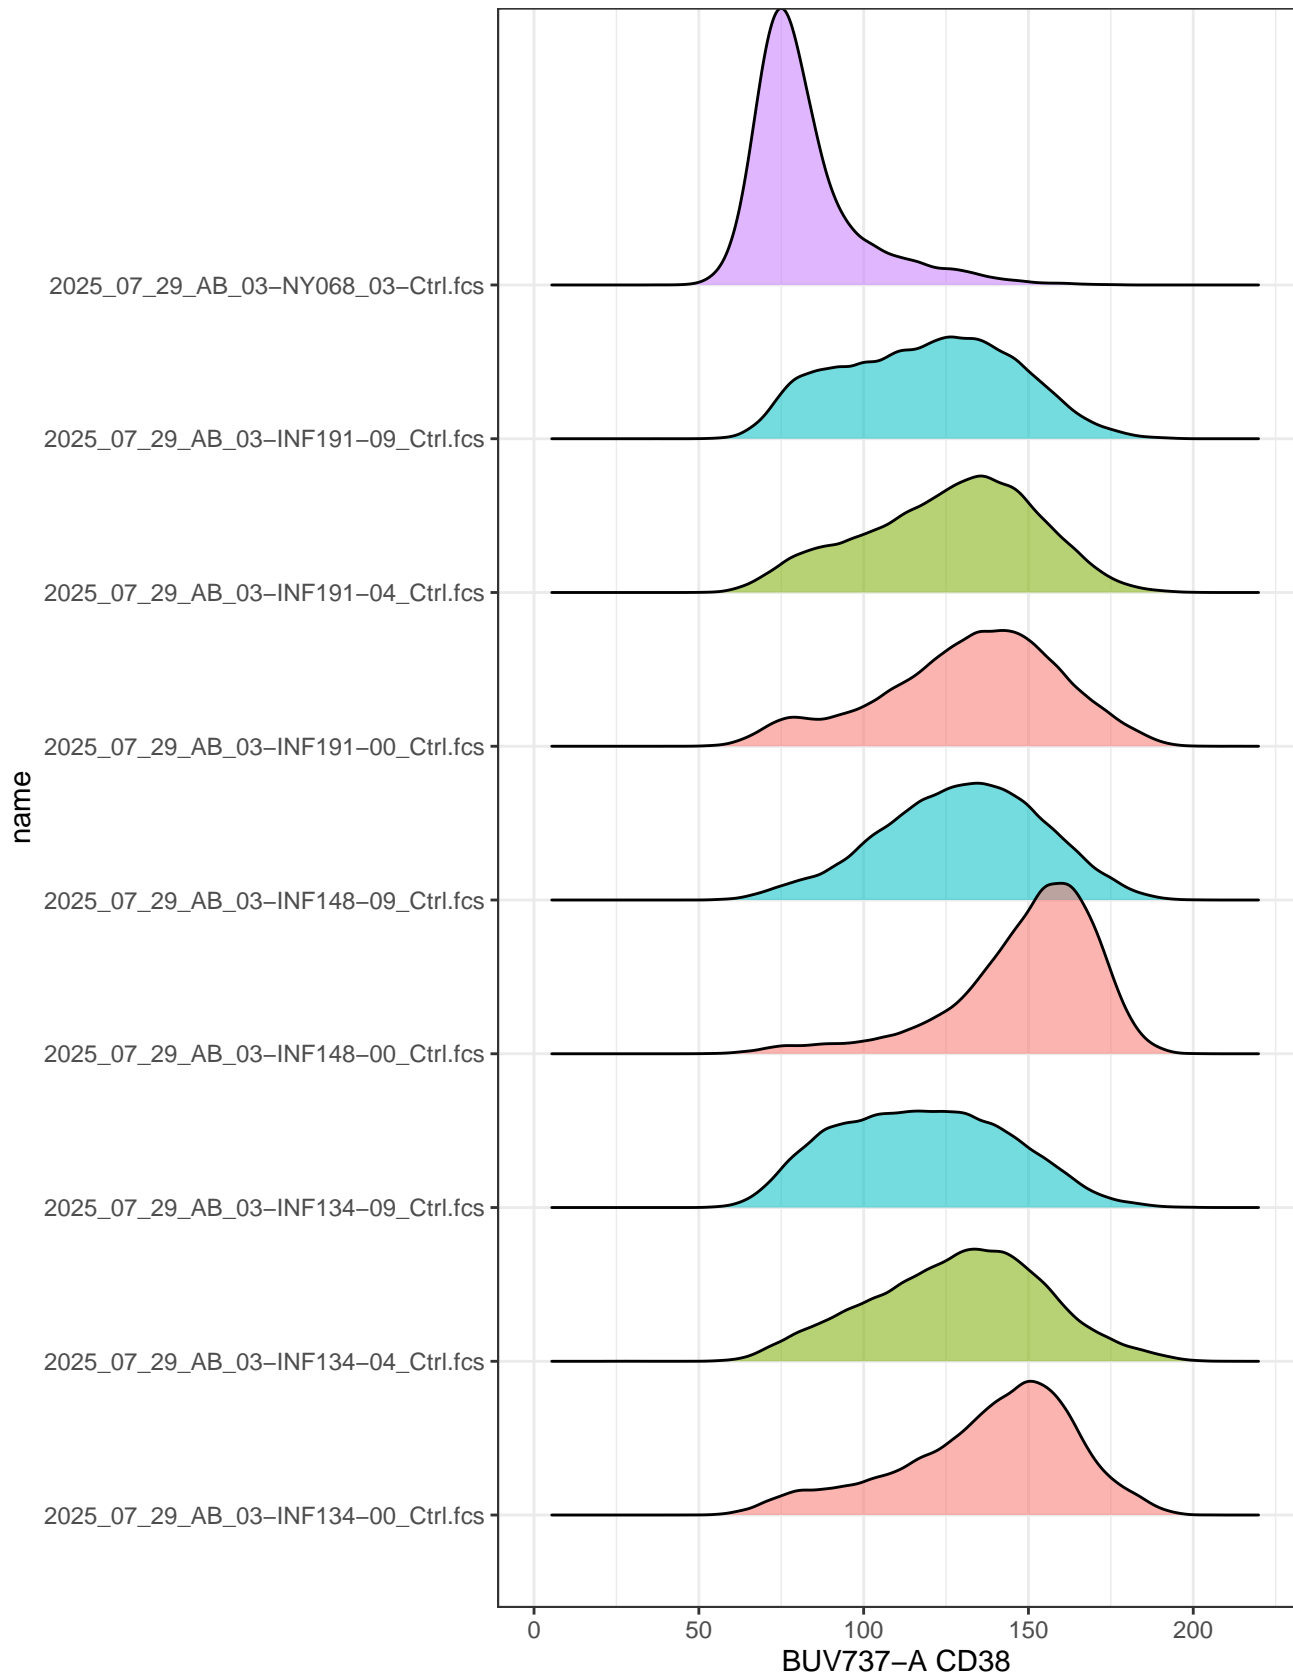 2025_07_29_AB_03−NY068_03−Ctrl.fcs
2025_07_29_AB_03−INF191−09_Ctrl.fcs
2025_07_29_AB_03−INF191−04_Ctrl.fcs
2025_07_29_AB_03−INF191−00_Ctrl.fcs
name
2025_07_29_AB_03−INF148−09_Ctrl.fcs
2025_07_29_AB_03−INF148−00_Ctrl.fcs
2025_07_29_AB_03−INF134−09_Ctrl.fcs
2025_07_29_AB_03−INF134−04_Ctrl.fcs
2025_07_29_AB_03−INF134−00_Ctrl.fcs
0 50 100 150 200
BUV737−A CD38